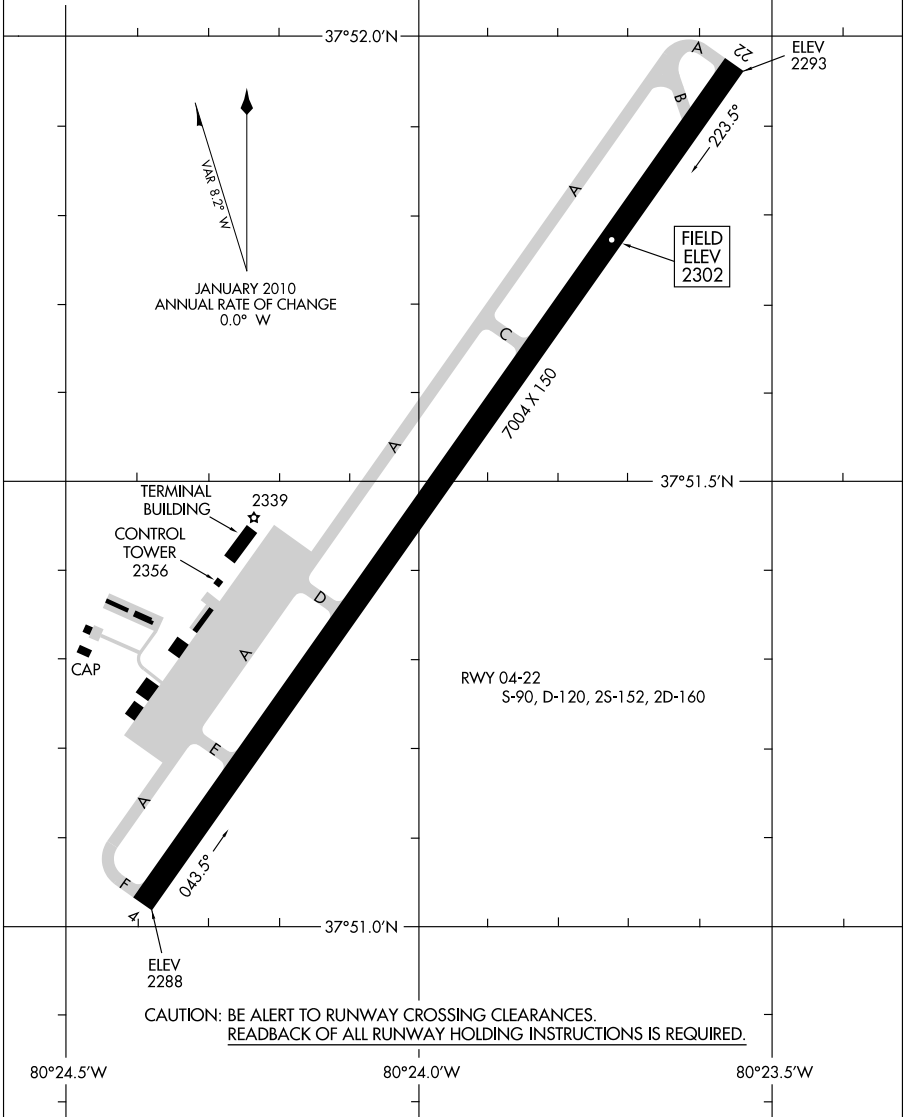 37°52.0'N
A
22
ELEV
2293
B
223.5°
VAR 8.2° W
A
FIELD
ELEV
2302
JANUARY 2010
ANNUAL RATE OF CHANGE
0.0° W
C
7004 X 150
A
37°51.5'N
TERMINAL
BUILDING
2339
CONTROL
TOWER
2356
D
A
CAP
RWY 04-22
S-90, D-120, 2S-152, 2D-160
E
A
043.5°
F
4
37°51.0'N
ELEV
2288
CAUTION: BE ALERT TO RUNWAY CROSSING CLEARANCES.
READBACK OF ALL RUNWAY HOLDING INSTRUCTIONS IS REQUIRED.
80°24.5'W
80°24.0'W
80°23.5'W